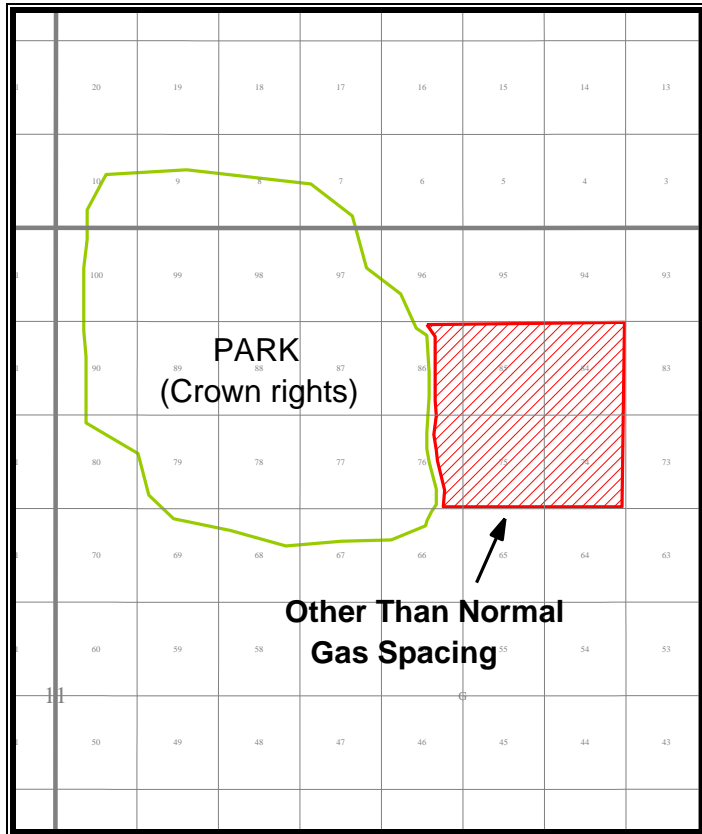 20 19 18 17 16 15 14 13
10 9 8 7 6 5 4 3
100 99 98 97 96 95 94 93
PARK
(Crown rights)
90 89 88 87 86 85 84 83
80 79 78 77 76 75 74 73
70 69 68 67 66 65 64 63
Other Than Normal
Gas Spacing
60 59 58 55 54 53
11 G
50 49 48 47 46 45 44 43